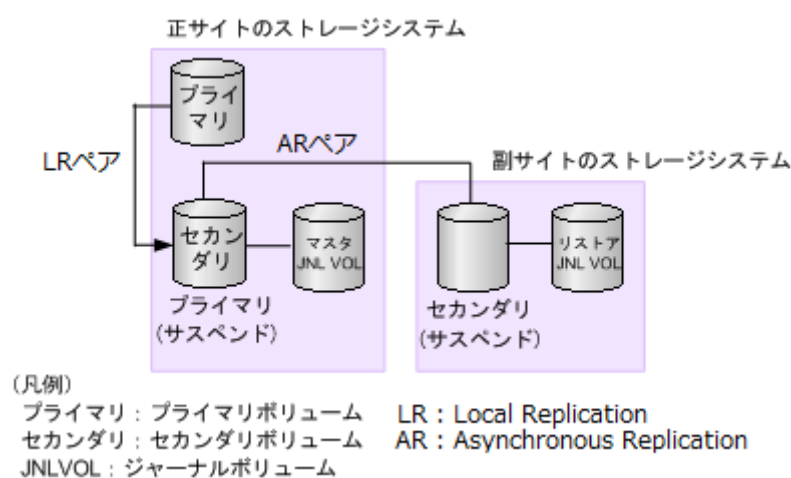 正サイトのストレージシステム
プライ
マリ
LRペア
ARペア
副サイトのストレージシステム
セカン
ダリ
マスタ
JNL VOL
リストア
JNL VOL
プライマリ
(サスペンド)
セカンダリ
(サスペンド)
(凡例)
プライマリ:プライマリボリューム
LR:Local Replication
セカンダリ:セカンダリボリューム
AR:Asynchronous Replication
JNLVOL:ジャーナルボリューム